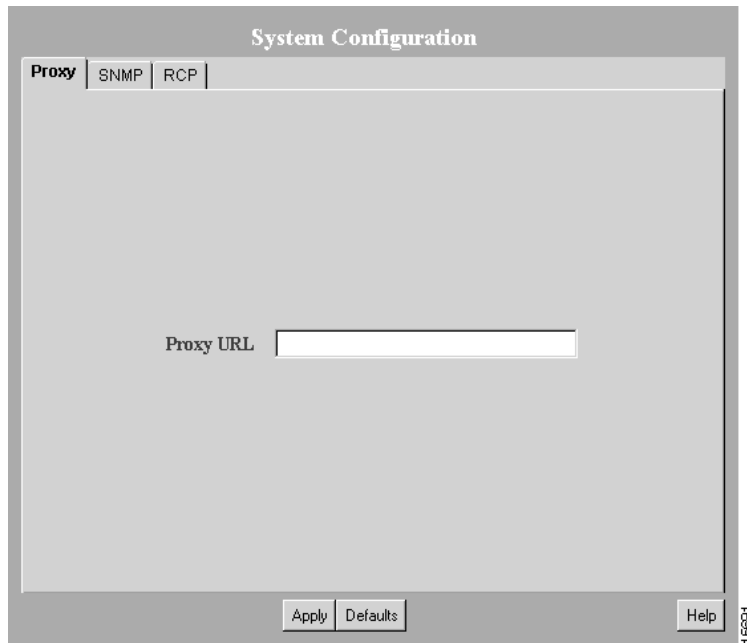 System Configuration
Proxy SNMP RCP
Proxy URL
Apply Defaults Help